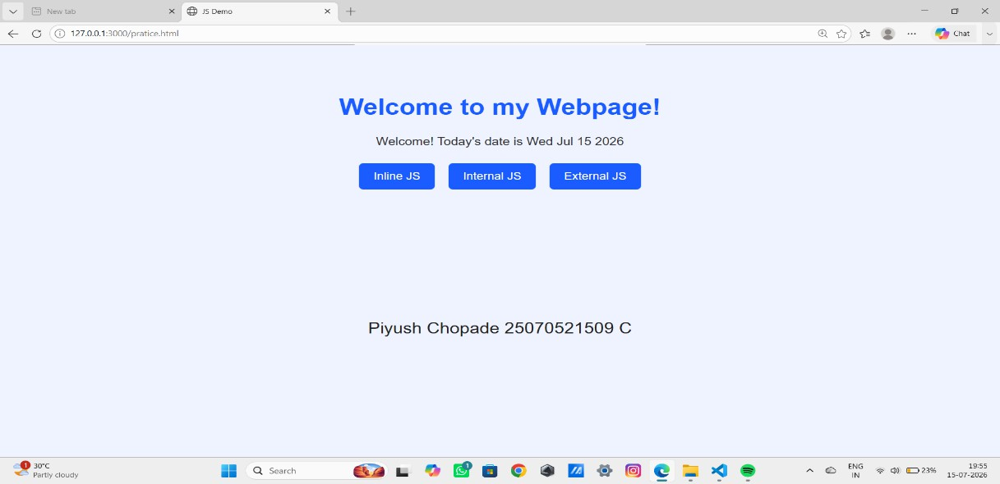 New tab
JS Demo
127.0.0.1:3000/pratice.html
Chat
Welcome to my Webpage!
Welcome! Today's date is Wed Jul 15 2026
Inline JS
Internal JS
External JS
Piyush Chopade 25070521509 C
1
30°C
Partly cloudy
Search
1
ENG
IN
23%
19:55
15-07-2026